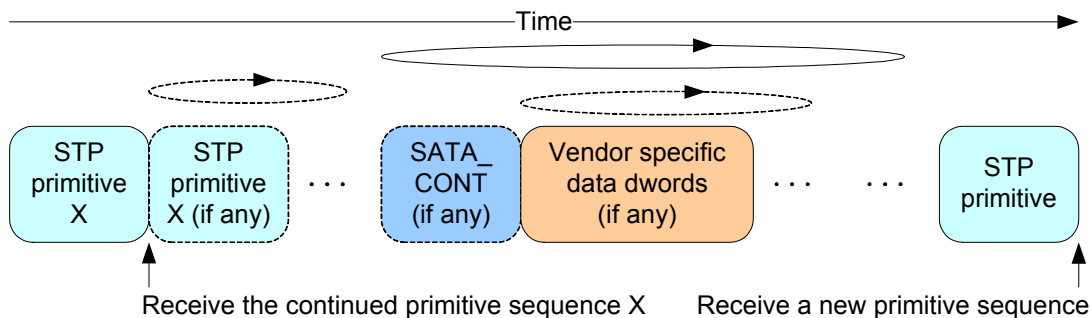 Time
STP
primitive
X
STP
primitive
X (if any)
. . .
SATA_
CONT
(if any)
Vendor specific
data dwords
(if any)
. . .
. . .
STP
primitive
Receive the continued primitive sequence X
Receive a new primitive sequence